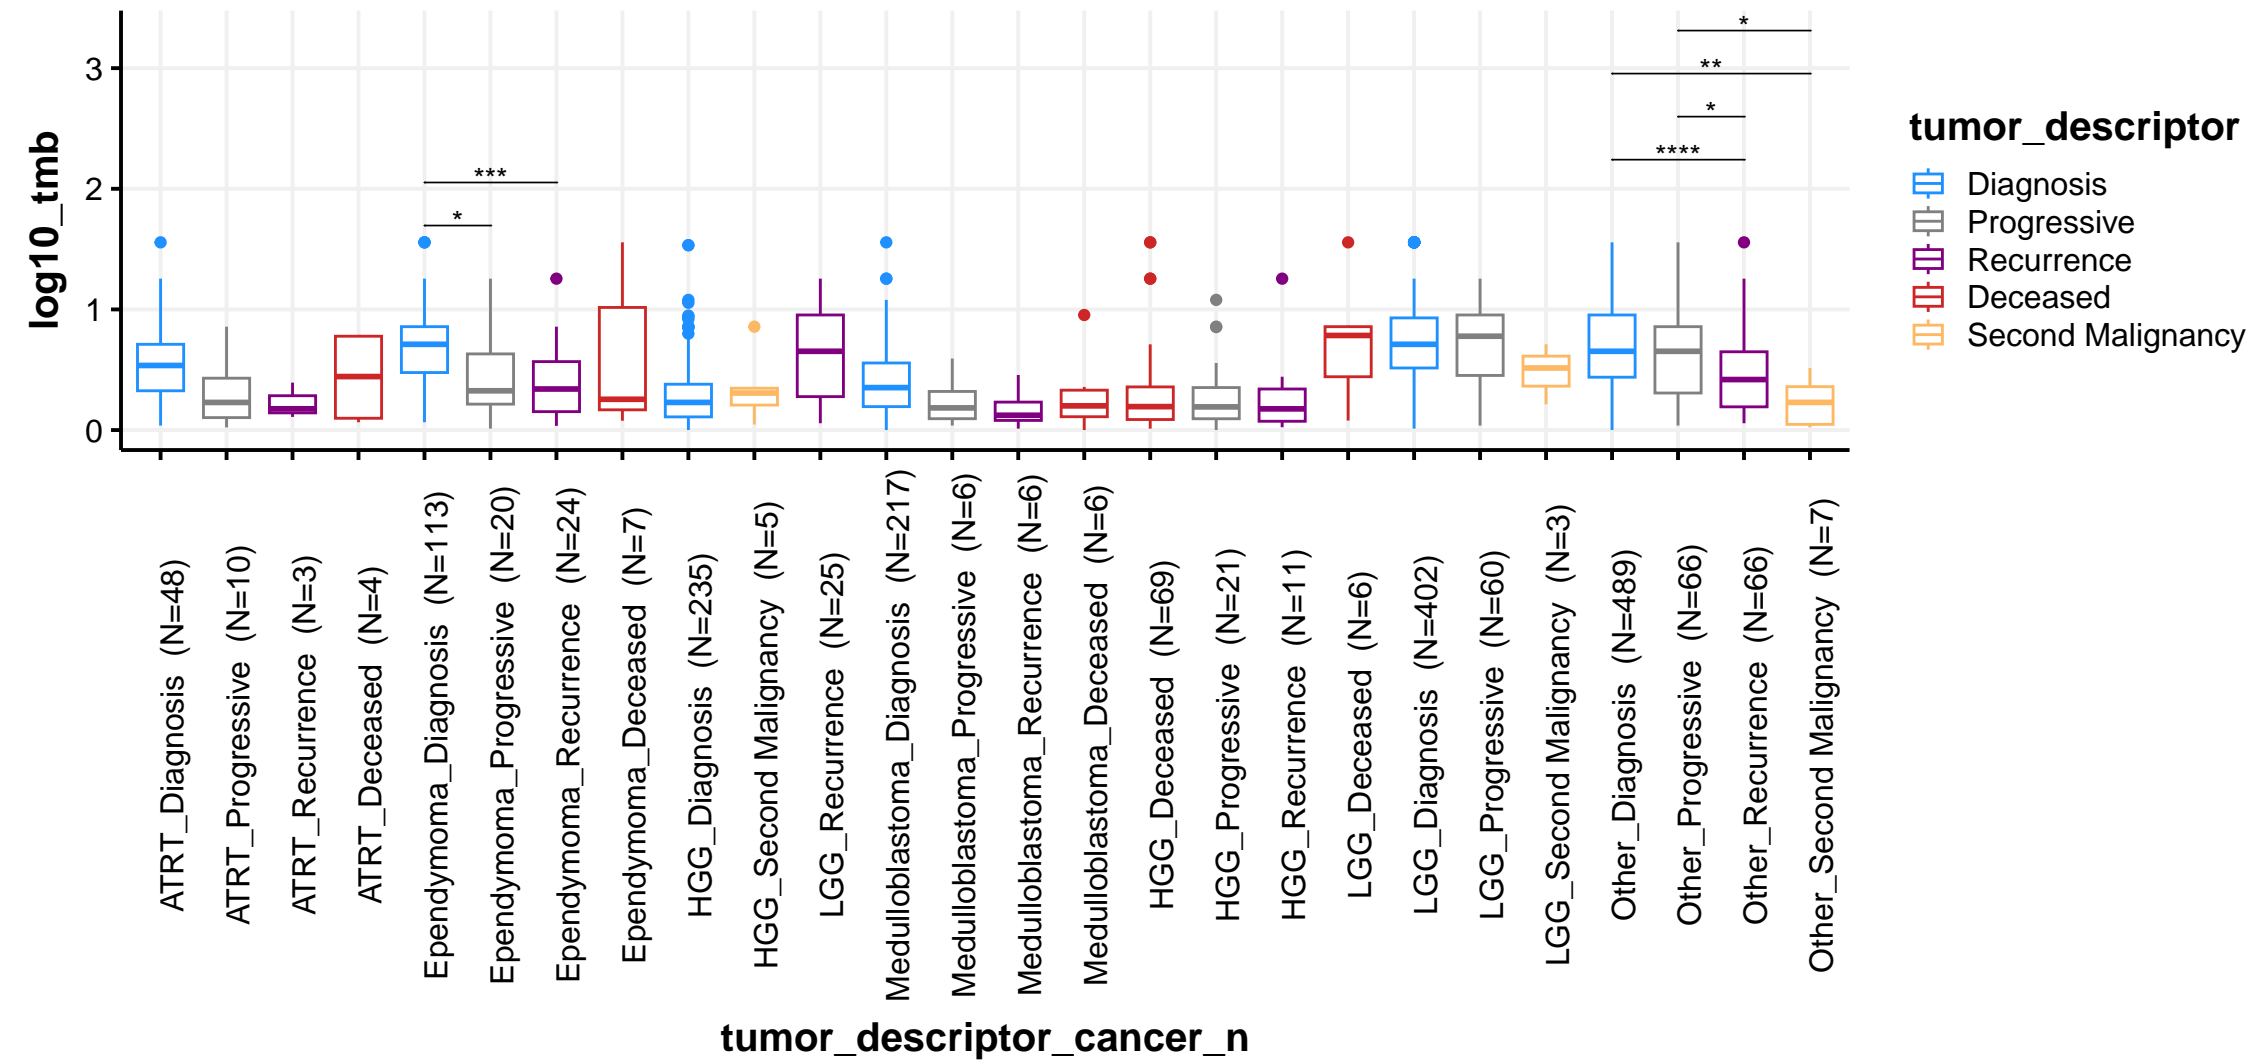 log10_tmb
3
2
1
0
*
**
*
****
***
*
ATRT_Diagnosis (N=48)
ATRT_Progressive (N=10)
ATRT_Recurrence (N=3)
ATRT_Deceased (N=4)
Ependymoma_Diagnosis (N=113)
Ependymoma_Progressive (N=20)
Ependymoma_Recurrence (N=24)
Ependymoma_Deceased (N=7)
HGG_Diagnosis (N=235)
HGG_Second Malignancy (N=5)
LGG_Recurrence (N=25)
Medulloblastoma_Diagnosis (N=217)
Medulloblastoma_Progressive (N=6)
Medulloblastoma_Recurrence (N=6)
Medulloblastoma_Deceased (N=6)
HGG_Deceased (N=69)
HGG_Progressive (N=21)
HGG_Recurrence (N=11)
LGG_Deceased (N=6)
LGG_Diagnosis (N=402)
LGG_Progressive (N=60)
LGG_Second Malignancy (N=3)
Other_Diagnosis (N=489)
Other_Progressive (N=66)
Other_Recurrence (N=66)
Other_Second Malignancy (N=7)
tumor_descriptor_cancer_n
tumor_descriptor
Diagnosis
Progressive
Recurrence
Deceased
Second Malignancy